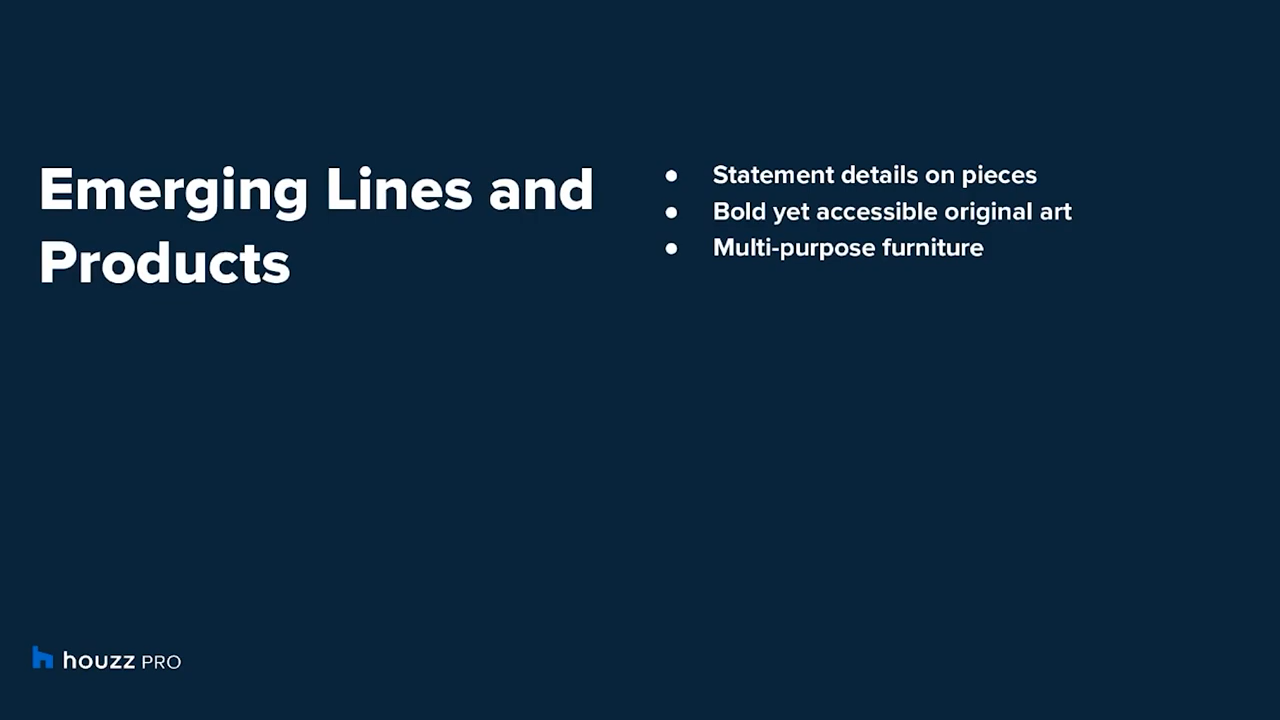 Emerging Lines and
Products
● Statement details on pieces
● Bold yet accessible original art
● Multi-purpose furniture
houzz PRO